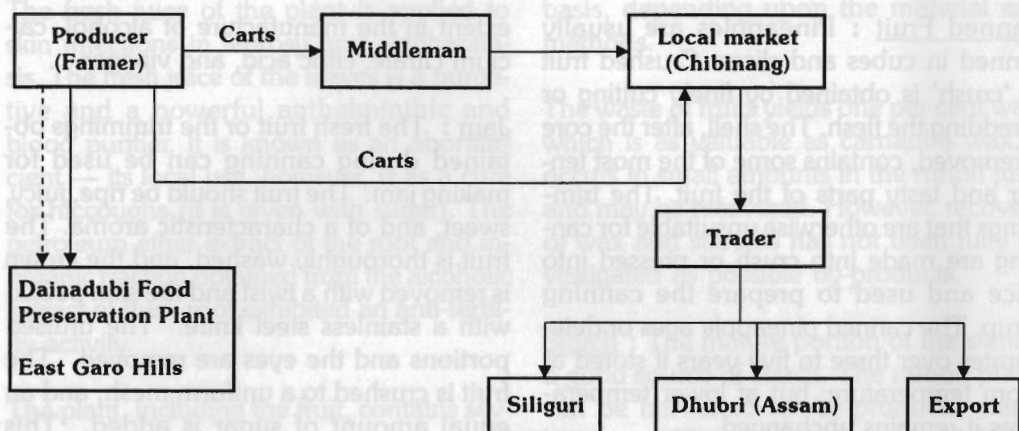 Producer
(Farmer)
Carts
Middleman
Local market
(Chibanang)
Carts
Trader
Dainadubi Food
Preservation Plant
East Garo Hills
Siliguri
Dhubri (Assam)
Export